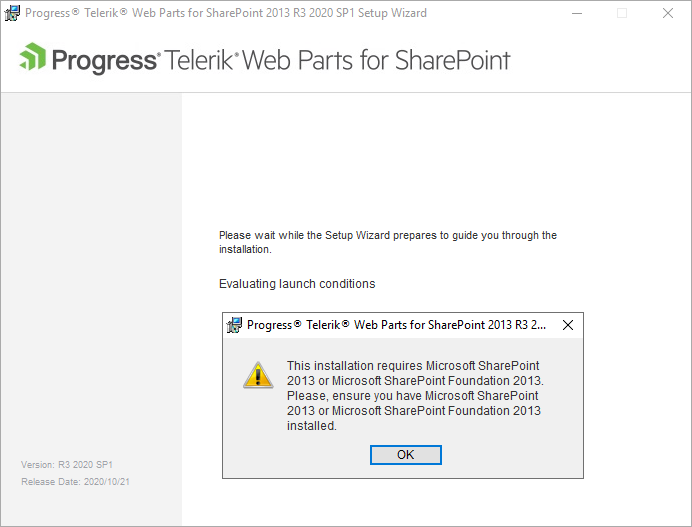 Progress® Telerik® Web Parts for SharePoint 2013 R3 2020 SP1 Setup Wizard
Progress® Telerik® Web Parts for SharePoint
Please wait while the Setup Wizard prepares to guide you through the
installation.
Evaluating launch conditions
Progress® Telerik® Web Parts for SharePoint 2013 R3 2...
This installation requires Microsoft SharePoint
2013 or Microsoft SharePoint Foundation 2013.
Please, ensure you have Microsoft SharePoint
2013 or Microsoft SharePoint Foundation 2013
installed.
OK
Version: R3 2020 SP1
Release Date: 2020/10/21